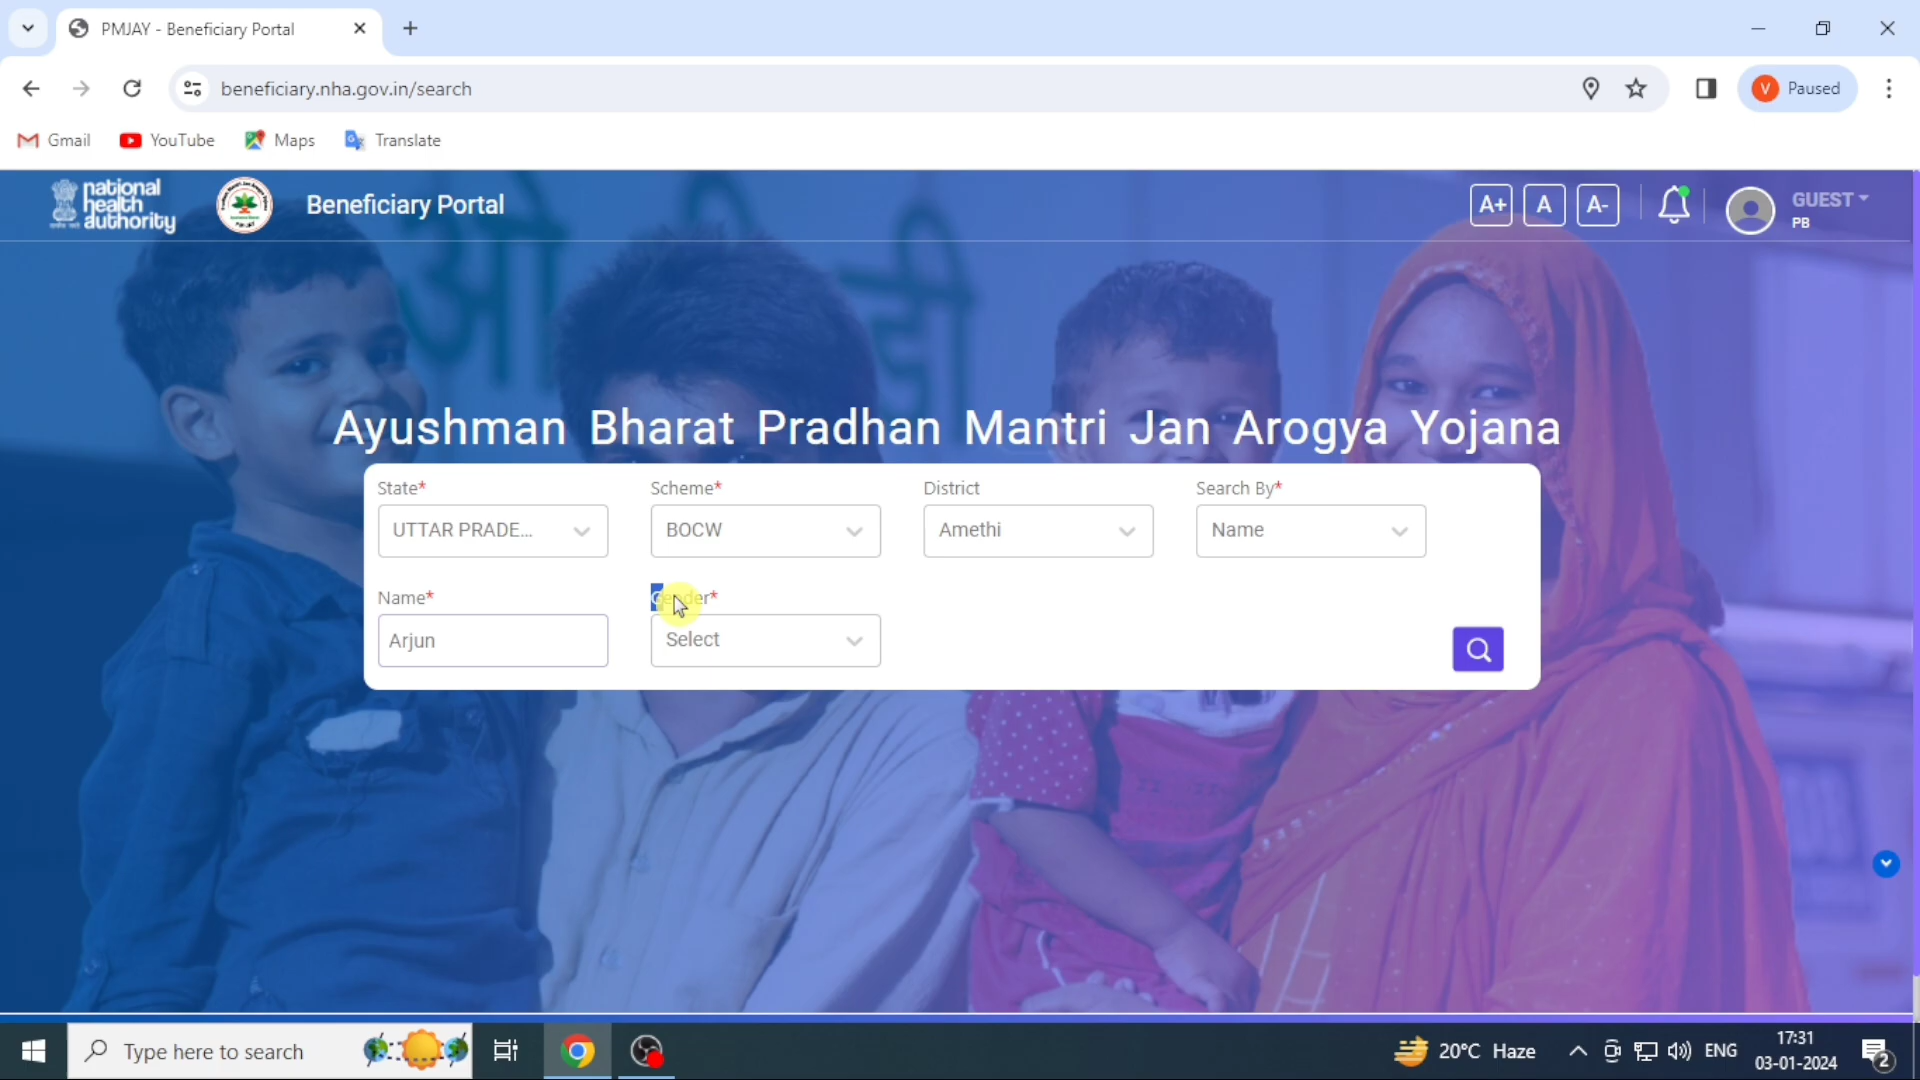 PMJAY - Beneficiary Portal
beneficiary.nha.gov.in/search
V Paused
Gmail YouTube Maps Translate
national health authority
Beneficiary Portal
A+ A A-
GUEST
PB
Ayushman Bharat Pradhan Mantri Jan Arogya Yojana
State* Scheme* District Search By*
UTTAR PRADE... BOCW Amethi Name
Name* Gender*
Arjun Select
Type here to search
20°C Haze
ENG
17:31
03-01-2024
2